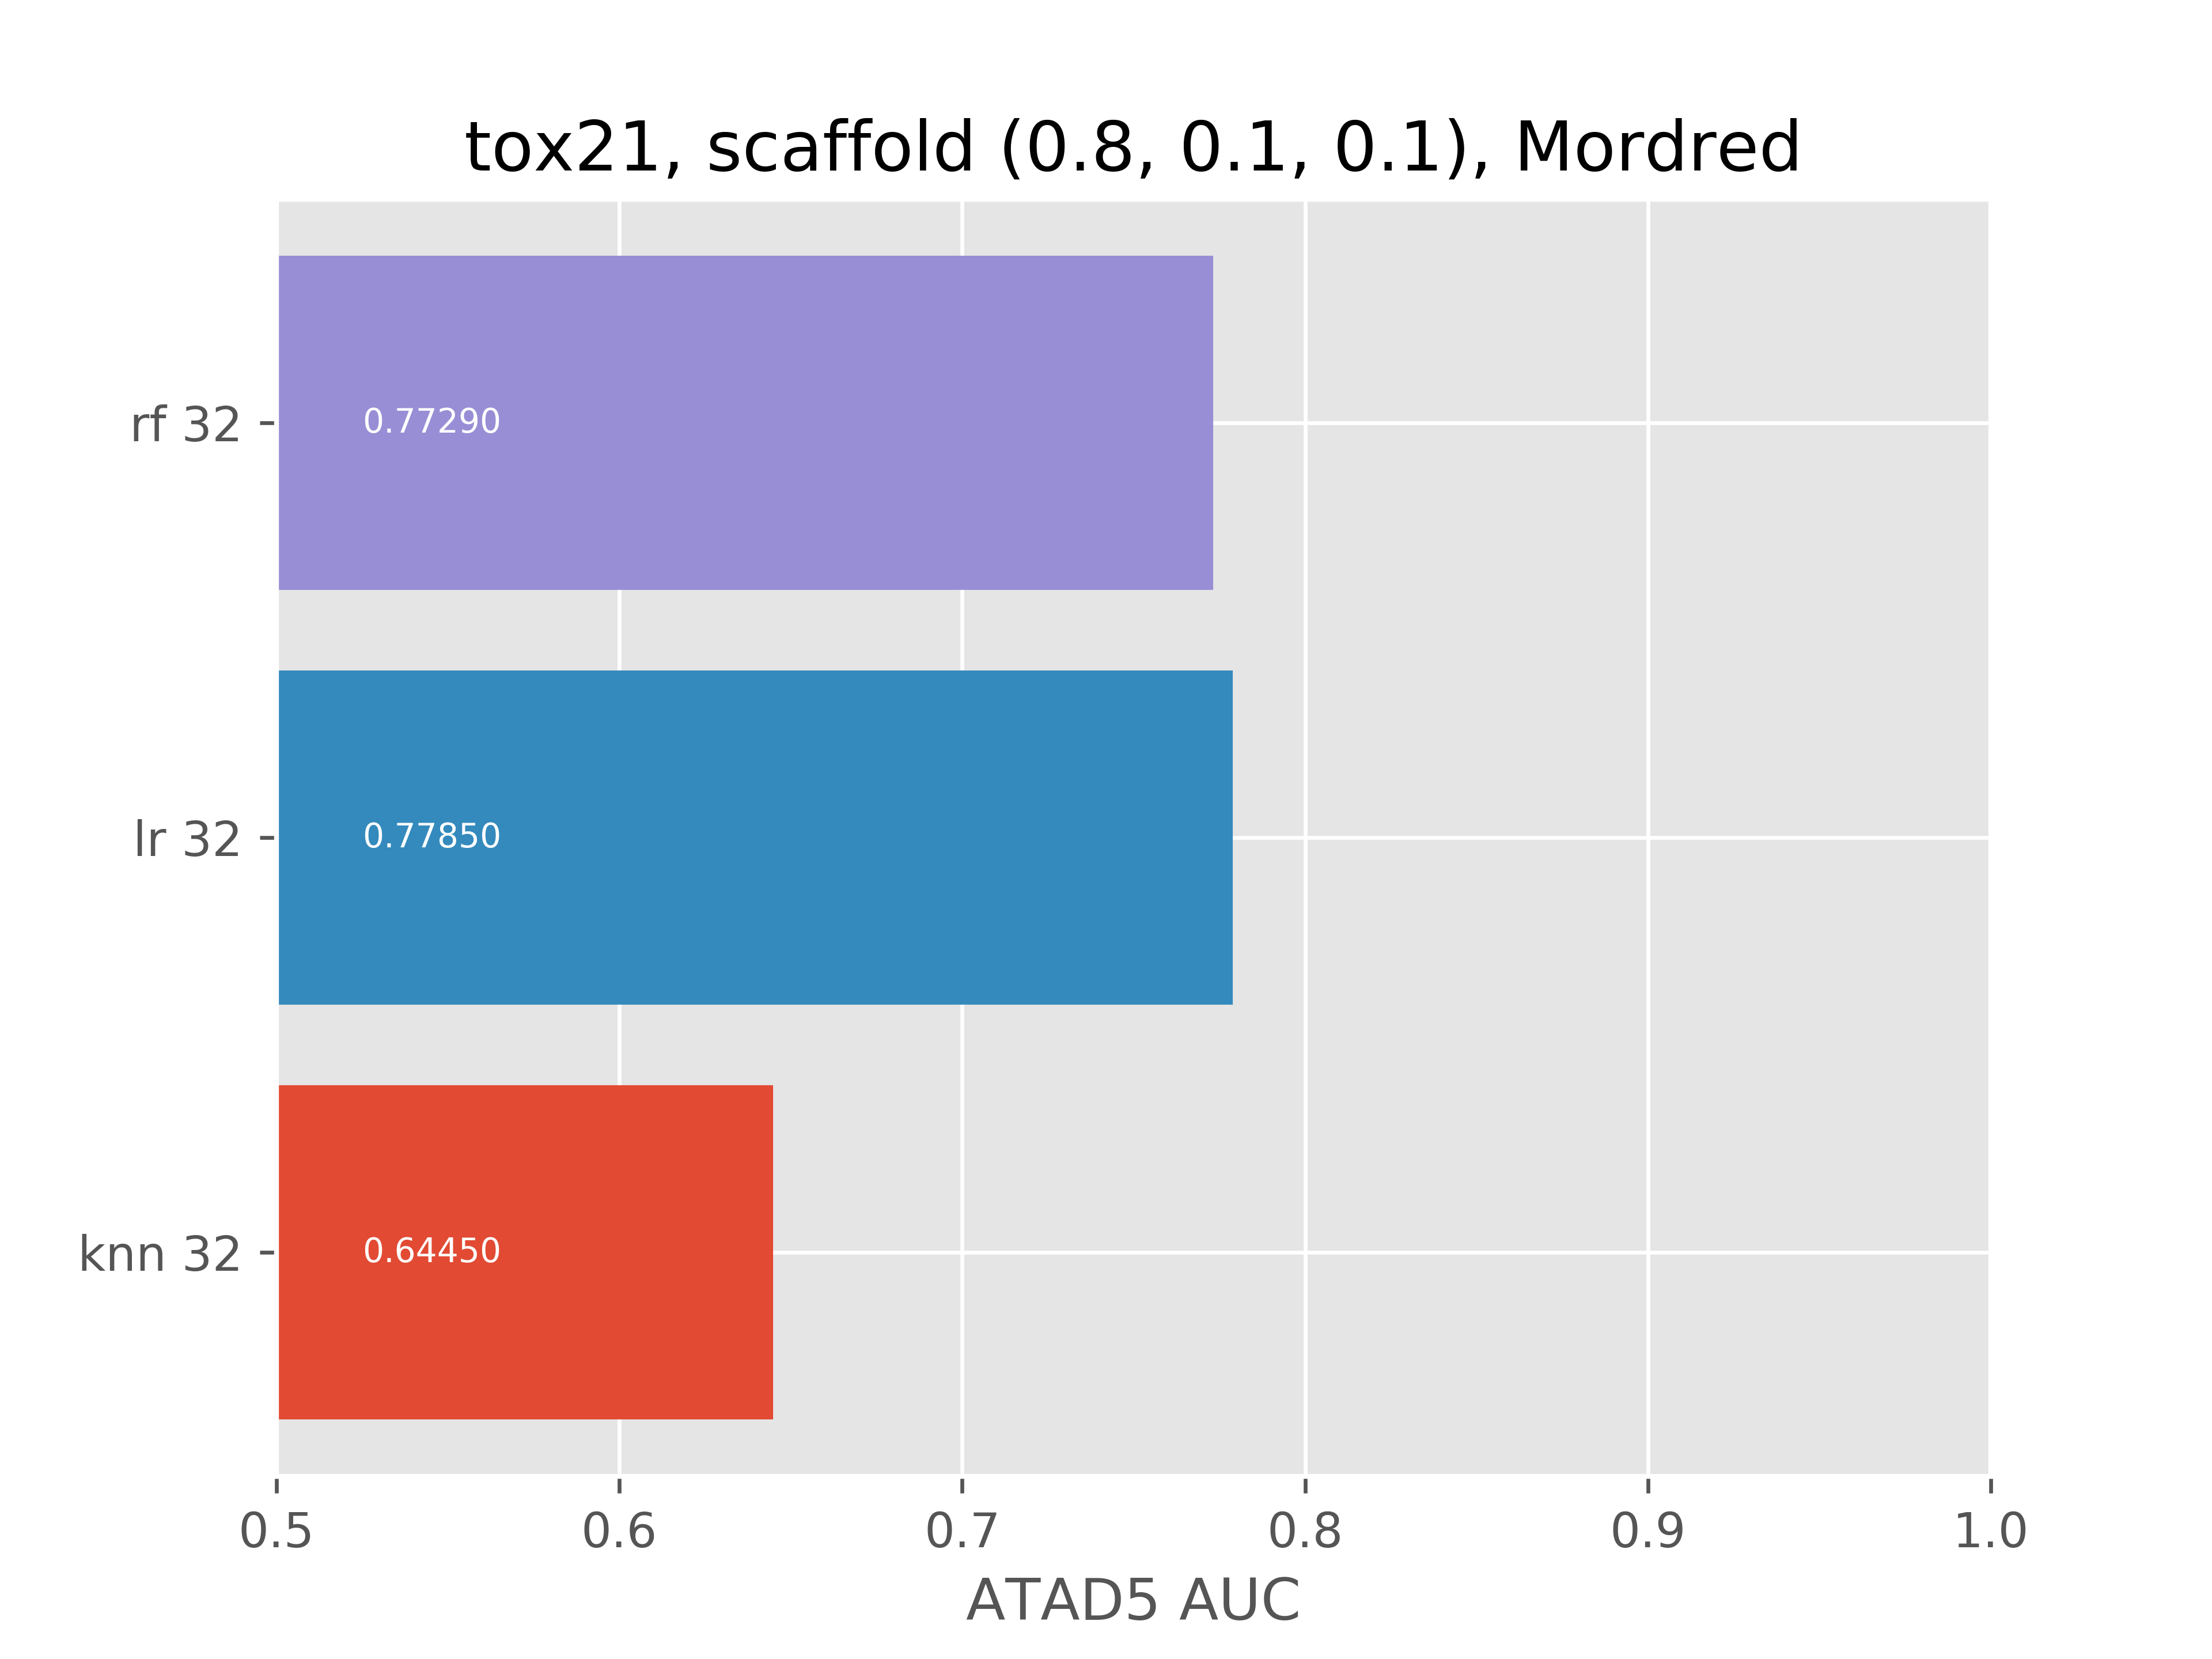 tox21, scaffold (0.8, 0.1, 0.1), Mordred
rf 32
0.77290
lr 32
0.77850
knn 32
0.64450
0.5 0.6 0.7 0.8 0.9 1.0
ATAD5 AUC